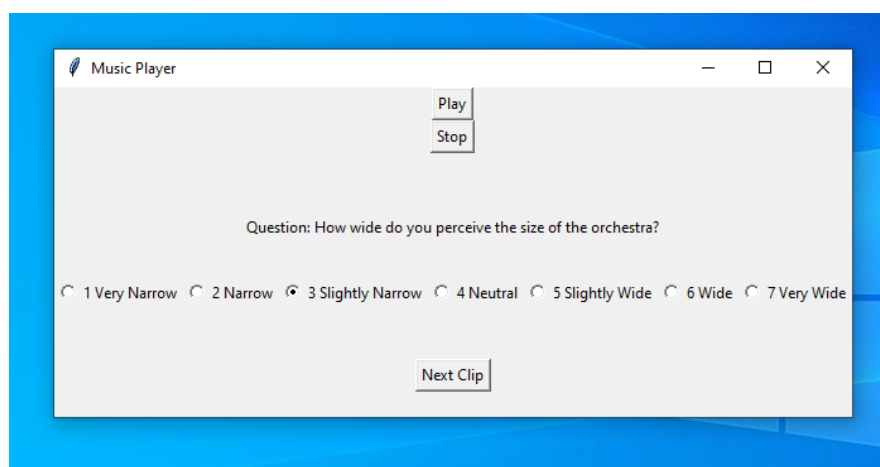 Music Player
Play
Stop
Question: How wide do you perceive the size of the orchestra?
1 Very Narrow 2 Narrow 3 Slightly Narrow 4 Neutral 5 Slightly Wide 6 Wide 7 Very Wide
Next Clip